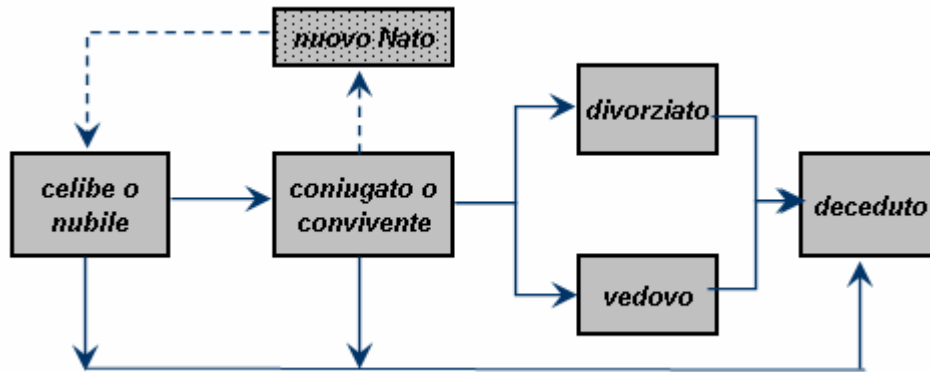 nuovo Nato
divorziato
celibe o
nubile
coniugato o
convivente
deceduto
vedovo